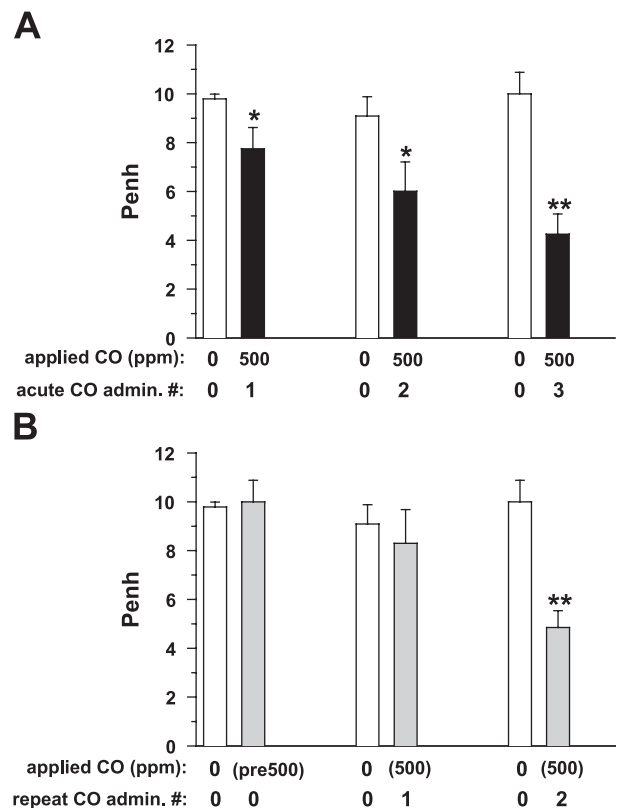 A
12
10
8
6
4
2
0
Penh
*
*
**
applied CO (ppm): 0 500 0 500 0 500
acute CO admin. #: 0 1 0 2 0 3
B
12
10
8
6
4
2
0
Penh
**
applied CO (ppm): 0 (pre500) 0 (500) 0 (500)
repeat CO admin. #: 0 0 0 1 0 2